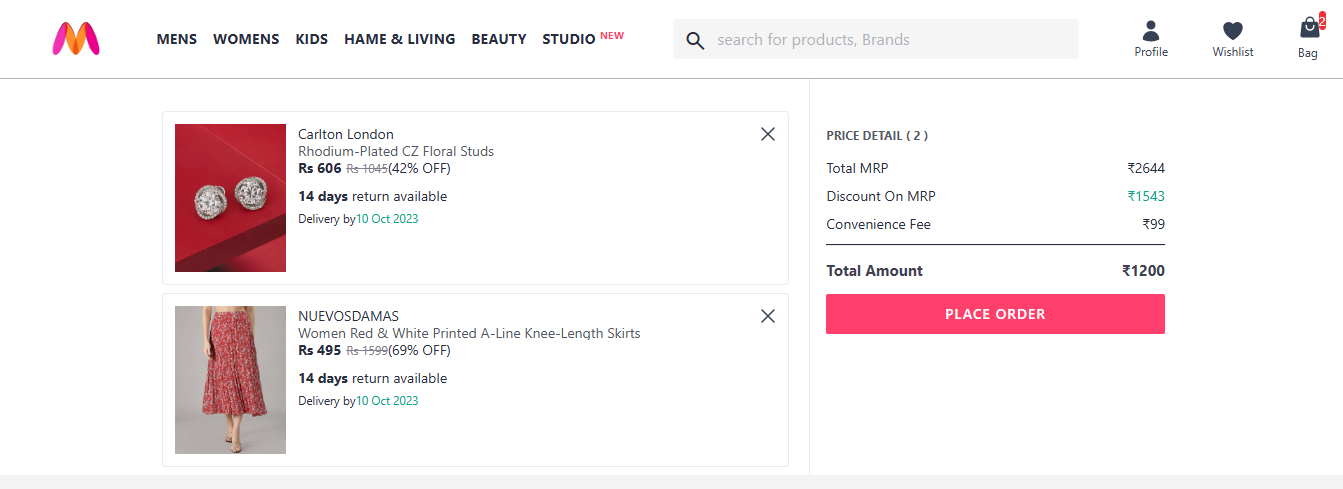 MENS WOMENS KIDS HAME & LIVING BEAUTY STUDIO NEW
search for products, Brands
Profile
Wishlist
2
Bag
Carlton London
Rhodium-Plated CZ Floral Studs
Rs 606 Rs 1045(42% OFF)
14 days return available
Delivery by10 Oct 2023
NUEVOSDAMAS
Women Red & White Printed A-Line Knee-Length Skirts
Rs 495 Rs 1599(69% OFF)
14 days return available
Delivery by10 Oct 2023
PRICE DETAIL ( 2 )
Total MRP ₹2644
Discount On MRP ₹1543
Convenience Fee ₹99
Total Amount ₹1200
PLACE ORDER